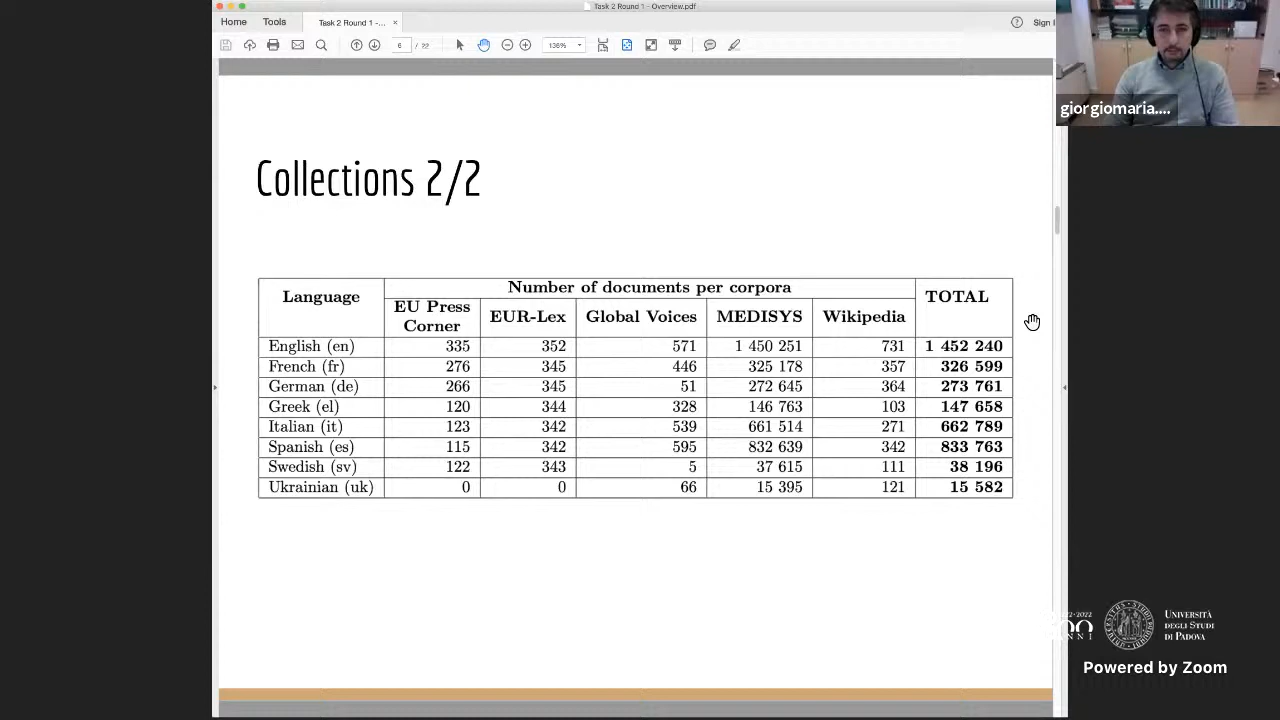 Task 2 Round 1 - Overview.pdf
Home Tools Task 2 Round 1 -... × ? Sign I
6 / 22 136%
giorgiomaria....
Collections 2/2
Language Number of documents per corpora TOTAL
EU Press Corner EUR-Lex Global Voices MEDISYS Wikipedia
English (en) 335 352 571 1 450 251 731 1 452 240
French (fr) 276 345 446 325 178 357 326 599
German (de) 266 345 51 272 645 364 273 761
Greek (el) 120 344 328 146 763 103 147 658
Italian (it) 123 342 539 661 514 271 662 789
Spanish (es) 115 342 595 832 639 342 833 763
Swedish (sv) 122 343 5 37 615 111 38 196
Ukrainian (uk) 0 0 66 15 395 121 15 582
UNIVERSITÀ
DEGLI STUDI
DI PADOVA
Powered by Zoom